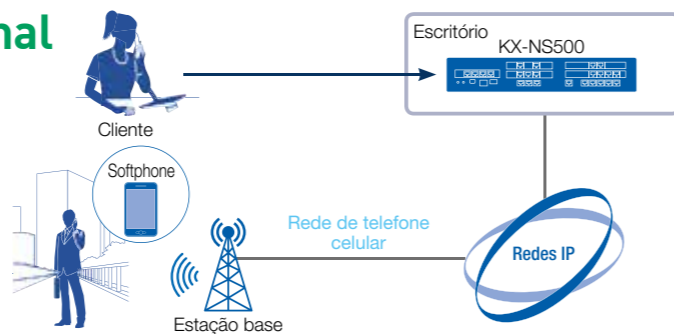 nal
Escritório
KX-NS500
Cliente
Softphone
Rede de telefone
celular
Redes IP
Estação base